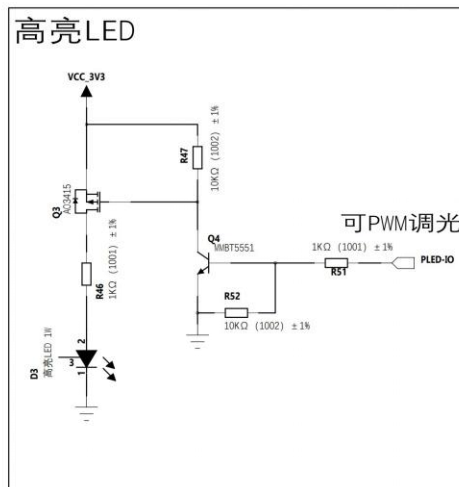 高亮LED
VCC_3V3
R47
10KΩ (1002) ±1%
Q3
AO3415
Q4
MMBT5551
可PWM调光
1KΩ (1001) ±1%
R51
PLED-IO
R46
1KΩ (1001) ±1%
R52
10KΩ (1002) ±1%
D3
高亮LED 1W
2
3
1